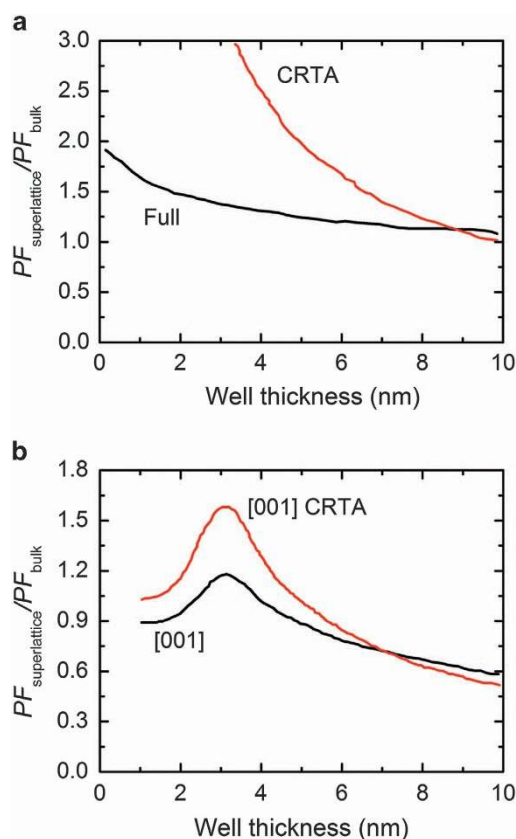 a
3.0
CRTA
2.5
2.0
1.5
Full
1.0
0.5
0.0
PFsuperlattice/PFbulk
0 2 4 6 8 10
Well thickness (nm)
b
1.8
[001] CRTA
1.5
1.2
0.9
[001]
0.6
0.3
0.0
PFsuperlattice/PFbulk
0 2 4 6 8 10
Well thickness (nm)